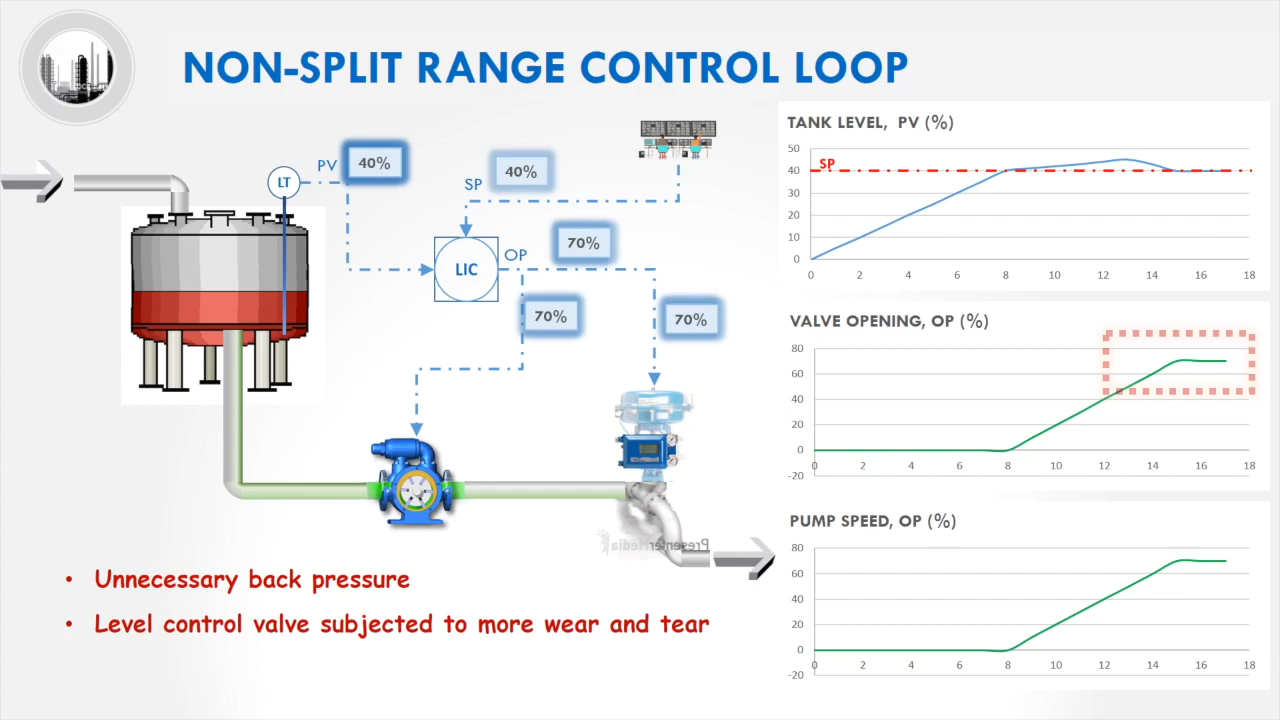 NON-SPLIT RANGE CONTROL LOOP
LT
PV
40%
SP
40%
LIC
OP
70%
70%
70%
PresenterMedia
• Unnecessary back pressure
• Level control valve subjected to more wear and tear
TANK LEVEL, PV (%)
50
40
30
20
10
0
SP
0 2 4 6 8 10 12 14 16 18
VALVE OPENING, OP (%)
80
60
40
20
0
-20
0 2 4 6 8 10 12 14 16 18
PUMP SPEED, OP (%)
80
60
40
20
0
-20
0 2 4 6 8 10 12 14 16 18